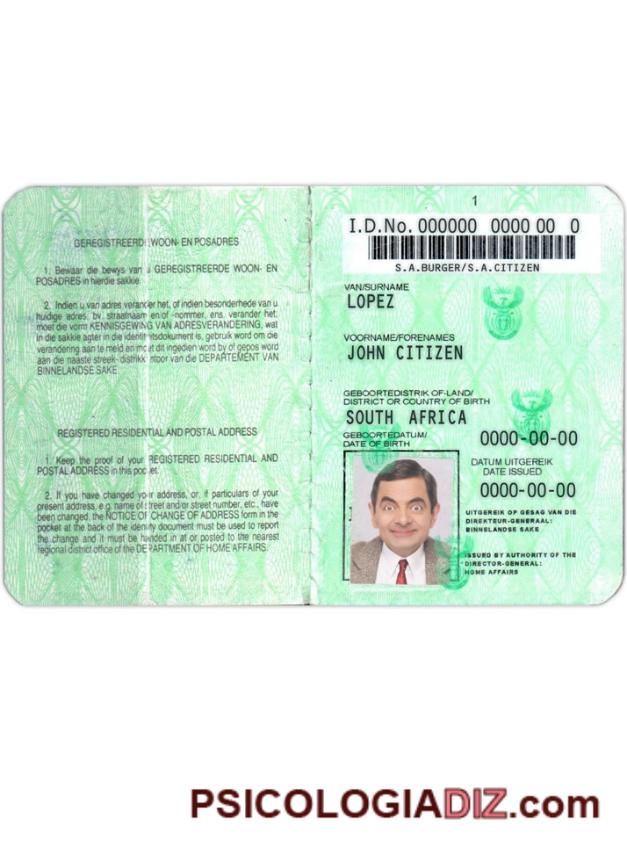 GEREGISTREERDE WOON- EN POSADRES
1. Bewaar die bewys van u GEREGISTREERDE WOON- EN
POSADRES in hierdie sakkie.
2. Indien u van adres verander het, of indien besonderhede van u
huidige adres, bv. straatnaam en/of -nommer, ens. verander het,
moet die vorm KENNISGEWING VAN ADRESVERANDERING, wat
in die sakkie agter in die identiteitsdokument is, gebruik word om die
verandering aan te meld en moet dit ingedien word by of gepos word
aan die naaste streek- distrikkantoor van die DEPARTEMENT VAN
BINNELANDSE SAKE
REGISTERED RESIDENTIAL AND POSTAL ADDRESS
1. Keep the proof of your REGISTERED RESIDENTIAL AND
POSTAL ADDRESS in this pocket.
2. If you have changed your address, or, if particulars of your
present address, e.g. name of street and/or street number, etc., have
been changed, the NOTICE OF CHANGE OF ADDRESS form in the
pocket at the back of the identity document must be used to report
the change and it must be handed in at or posted to the nearest
regional district office of the DEPARTMENT OF HOME AFFAIRS.
1
I.D.No. 000000 0000 00 0
S.A.BURGER/S.A.CITIZEN
VAN/SURNAME
LOPEZ
VOORNAME/FORENAMES
JOHN CITIZEN
GEBOORTEDISTRIK OF-LAND/
DISTRICT OR COUNTRY OF BIRTH
SOUTH AFRICA
GEBOORTEDATUM/
DATE OF BIRTH
0000-00-00
DATUM UITGEREIK
DATE ISSUED
0000-00-00
UITGEREIK OP GESAG VAN DIE
DIREKTEUR-GENERAAL:
BINNELANDSE SAKE
ISSUED BY AUTHORITY OF THE
DIRECTOR-GENERAL:
HOME AFFAIRS
PSICOLOGIADIZ.com